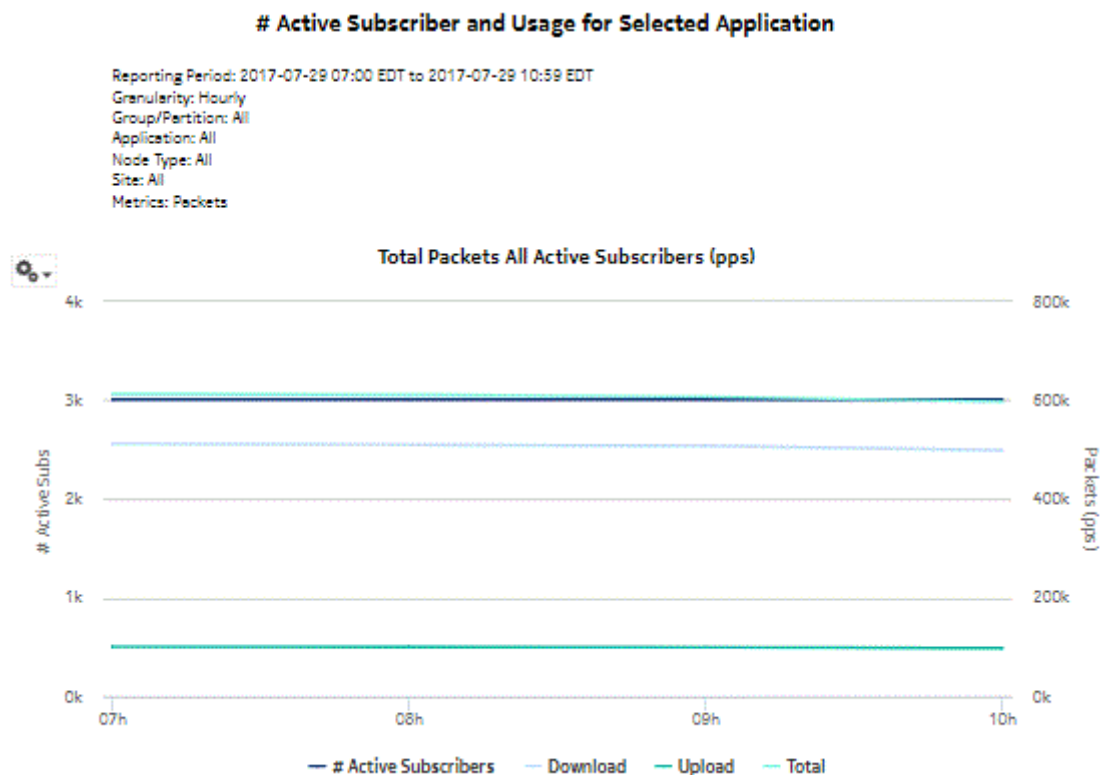 # Active Subscriber and Usage for Selected Application
Reporting Period: 2017-07-29 07:00 EDT to 2017-07-29 10:59 EDT
Granularity: Hourly
Group/Partition: All
Application: All
Node Type: All
Site: All
Metrics: Packets
Total Packets All Active Subscribers (pps)
4k 800k
3k 600k
2k 400k
1k 200k
0k 0k
# Active Subs
Packets (pps)
07h 08h 09h 10h
# Active Subscribers Download Upload Total